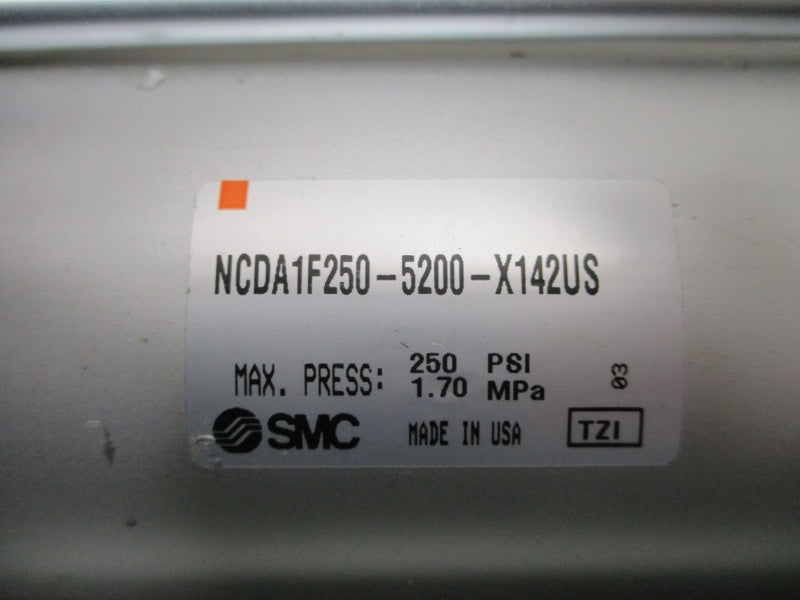 NCDA1F250-5200-X142US
MAX. PRESS: 250 PSI
1.70 MPa
03
SMC MADE IN USA TZI